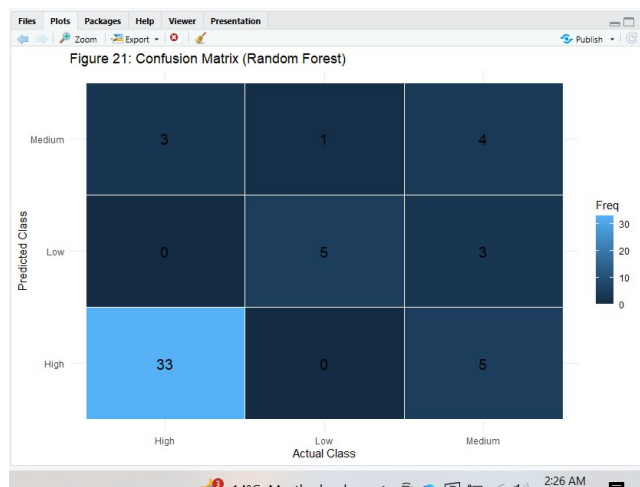 Files Plots Packages Help Viewer Presentation
Zoom Export Publish
Figure 21: Confusion Matrix (Random Forest)
Medium 3 1 4
Low 0 5 3
High 33 0 5
High Low Medium
Actual Class
Predicted Class
Freq
30
20
10
0
3
2:26 AM